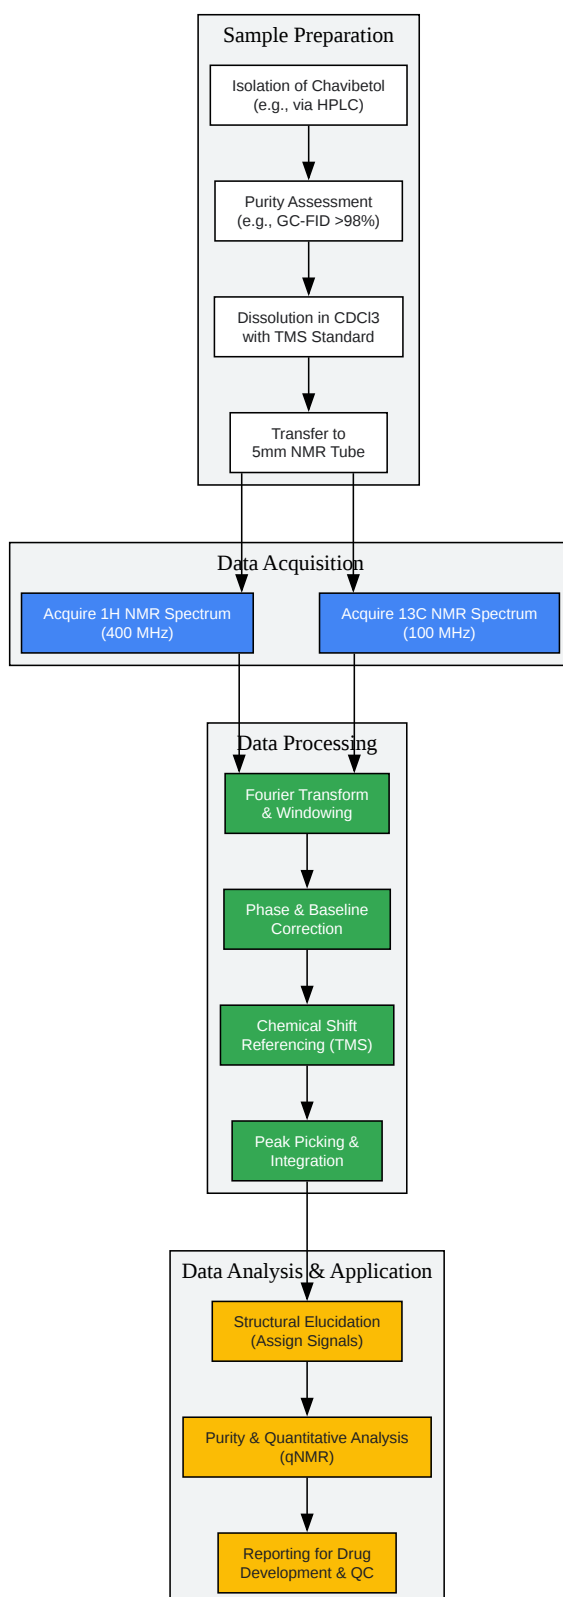 Sample Preparation
Isolation of Chavibetol
(e.g., via HPLC)
Purity Assessment
(e.g., GC-FID >98%)
Dissolution in CDCl3
with TMS Standard
Transfer to
5mm NMR Tube
Data Acquisition
Acquire 1H NMR Spectrum
(400 MHz)
Acquire 13C NMR Spectrum
(100 MHz)
Data Processing
Fourier Transform
& Windowing
Phase & Baseline
Correction
Chemical Shift
Referencing (TMS)
Peak Picking &
Integration
Data Analysis & Application
Structural Elucidation
(Assign Signals)
Purity & Quantitative Analysis
(qNMR)
Reporting for Drug
Development & QC